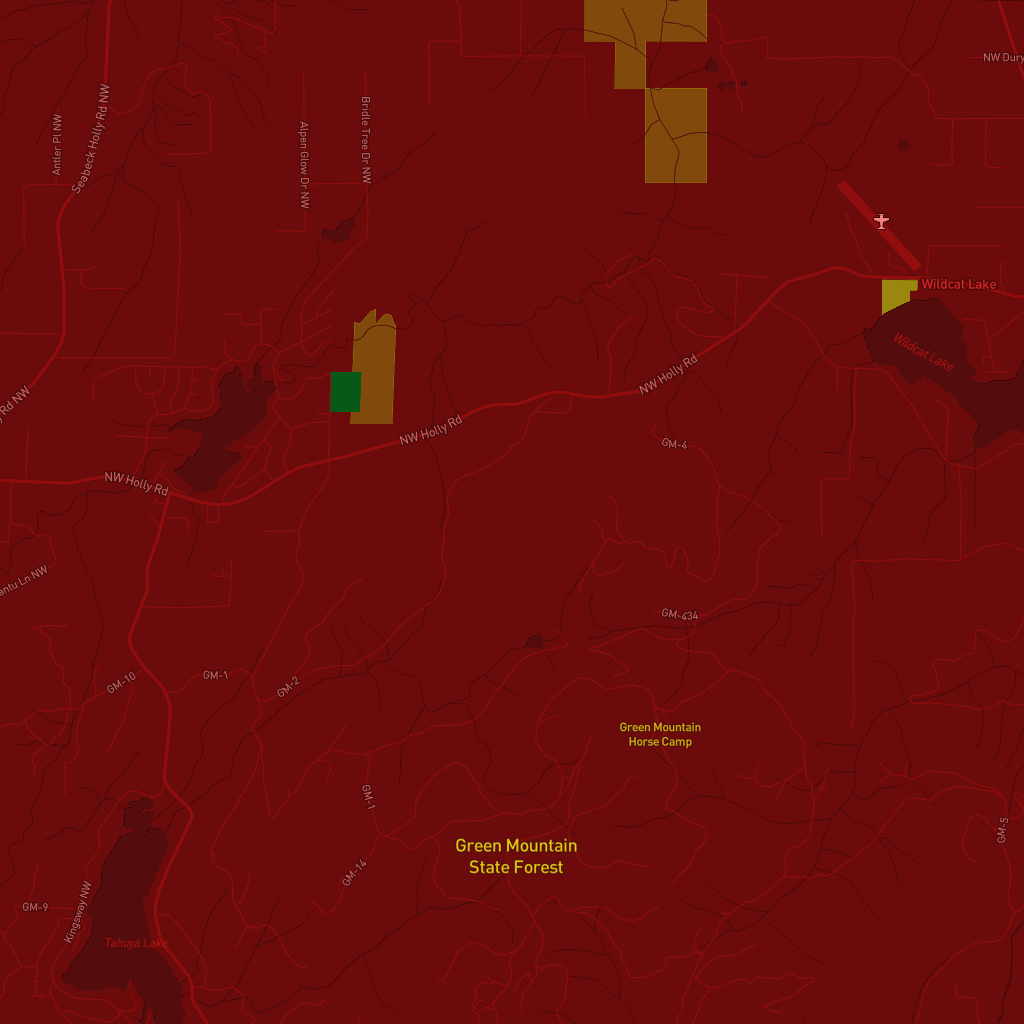 NW Dury
Seabeck Holly Rd NW
Antler Pl NW
Alpen Glow Dr NW
Bridle Tree Dr NW
Wildcat Lake
Wildcat Lake
Rd NW
NW Holly Rd
NW Holly Rd
NW Holly Rd
GM-4
antu Ln NW
GM-434
GM-10
GM-1
GM-2
Green Mountain
Horse Camp
GM-1
GM-5
Green Mountain
State Forest
GM-14
GM-9
Kingsway NW
Tahuya Lake